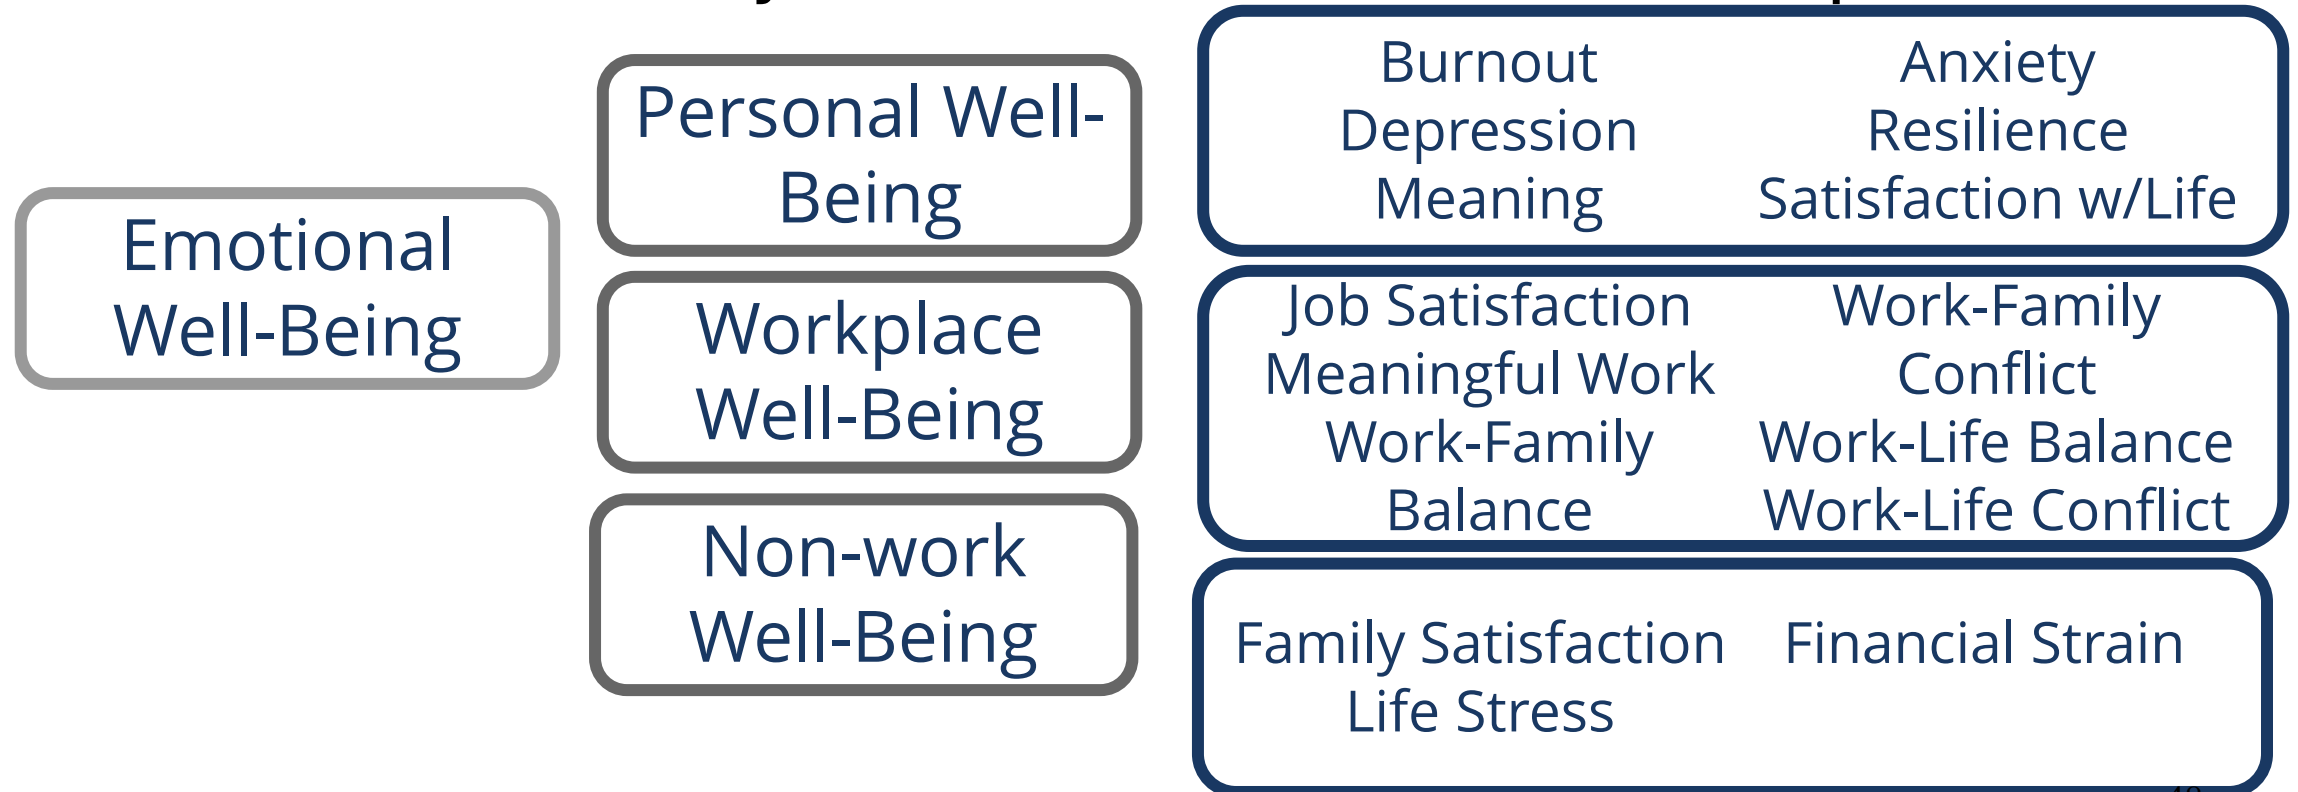 Emotional
Well-Being
Personal Well-
Being
Workplace
Well-Being
Non-work
Well-Being
Burnout
Depression
Meaning
Anxiety
Resilience
Satisfaction w/Life
Job Satisfaction
Meaningful Work
Work-Family
Balance
Work-Family
Conflict
Work-Life Balance
Work-Life Conflict
Family Satisfaction
Life Stress
Financial Strain